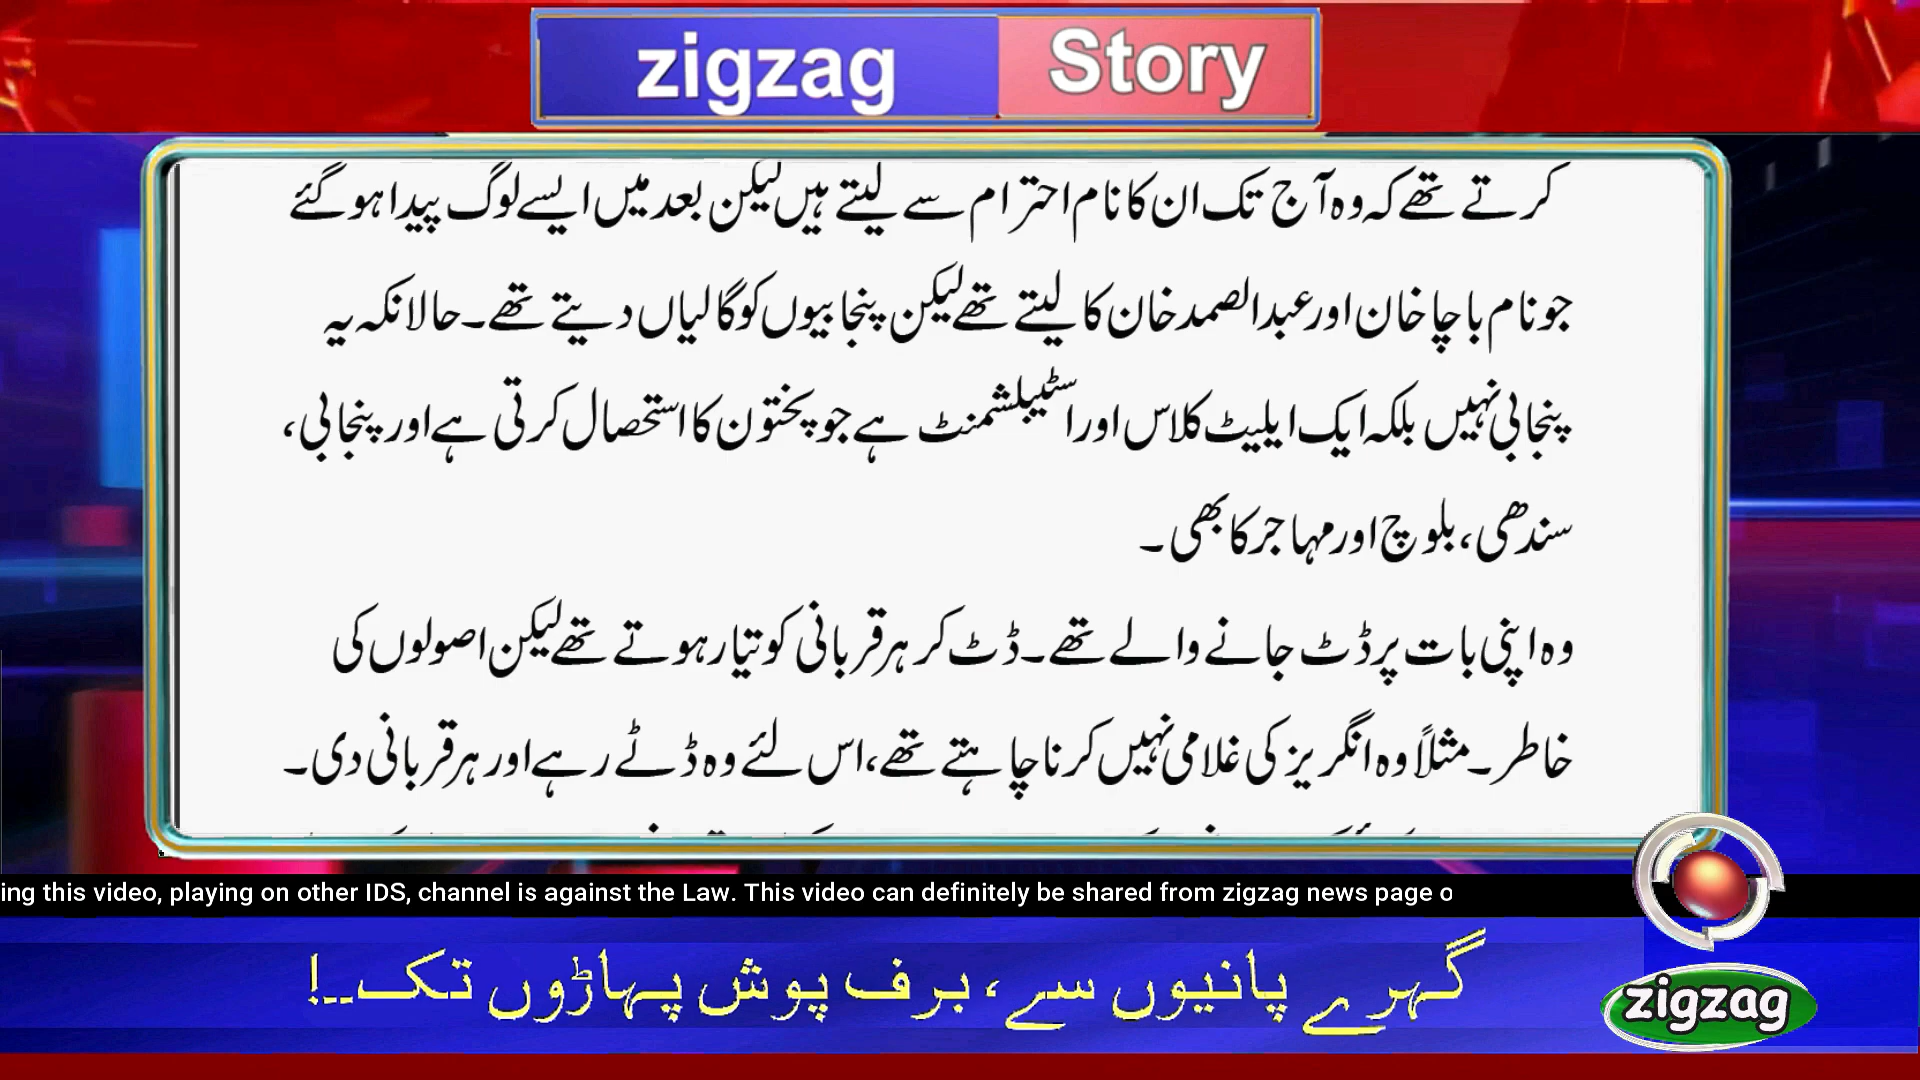 zigzag Story
کرتے تھے کہ وہ آج تک ان کا نام احترام سے لیتے ہیں لیکن بعد میں ایسے لوگ پیدا ہو گئے
جو نام باچا خان اور عبدالصمد خان کا لیتے تھے لیکن پنجابیوں کو گالیاں دیتے تھے۔ حالانکہ یہ
پنجابی نہیں بلکہ ایک ایلیٹ کلاس اور اسٹیبلشمنٹ ہے جو پختون کا استحصال کرتی ہے اور پنجابی،
سندھی، بلوچ اور مہاجر کا بھی ۔
وہ اپنی بات پر ڈٹ جانے والے تھے۔ ڈٹ کر ہر قربانی کو تیار ہوتے تھے لیکن اصولوں کی
خاطر۔ مثلاً وہ انگریز کی غلامی نہیں کرنا چاہتے تھے، اس لئے وہ ڈٹے رہے اور ہر قربانی دی۔
ing this video, playing on other IDS, channel is against the Law. This video can definitely be shared from zigzag news page o
گہرے پانیوں سے، برف پوش پہاڑوں تک۔۔!
zigzag